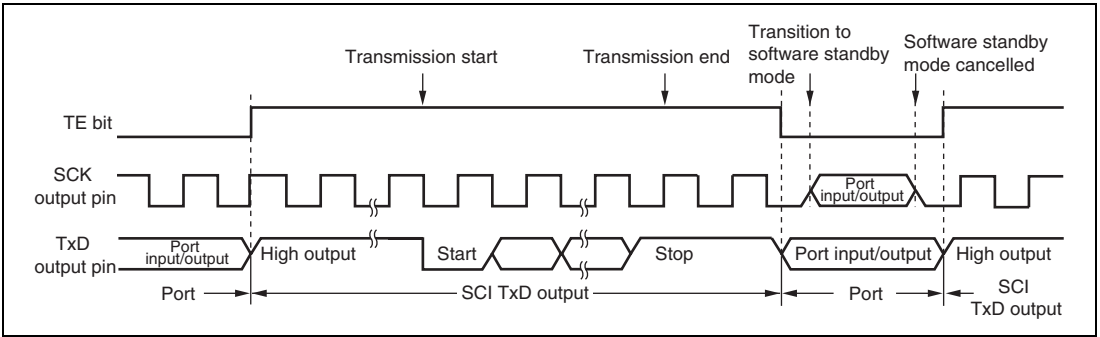 Transition to
software standby
mode
Software standby
mode cancelled
Transmission start
Transmission end
TE bit
SCK
output pin
Port
input/output
TxD
output pin
Port
input/output
High output
Start
Stop
Port input/output
High output
Port
SCI TxD output
Port
SCI
TxD output